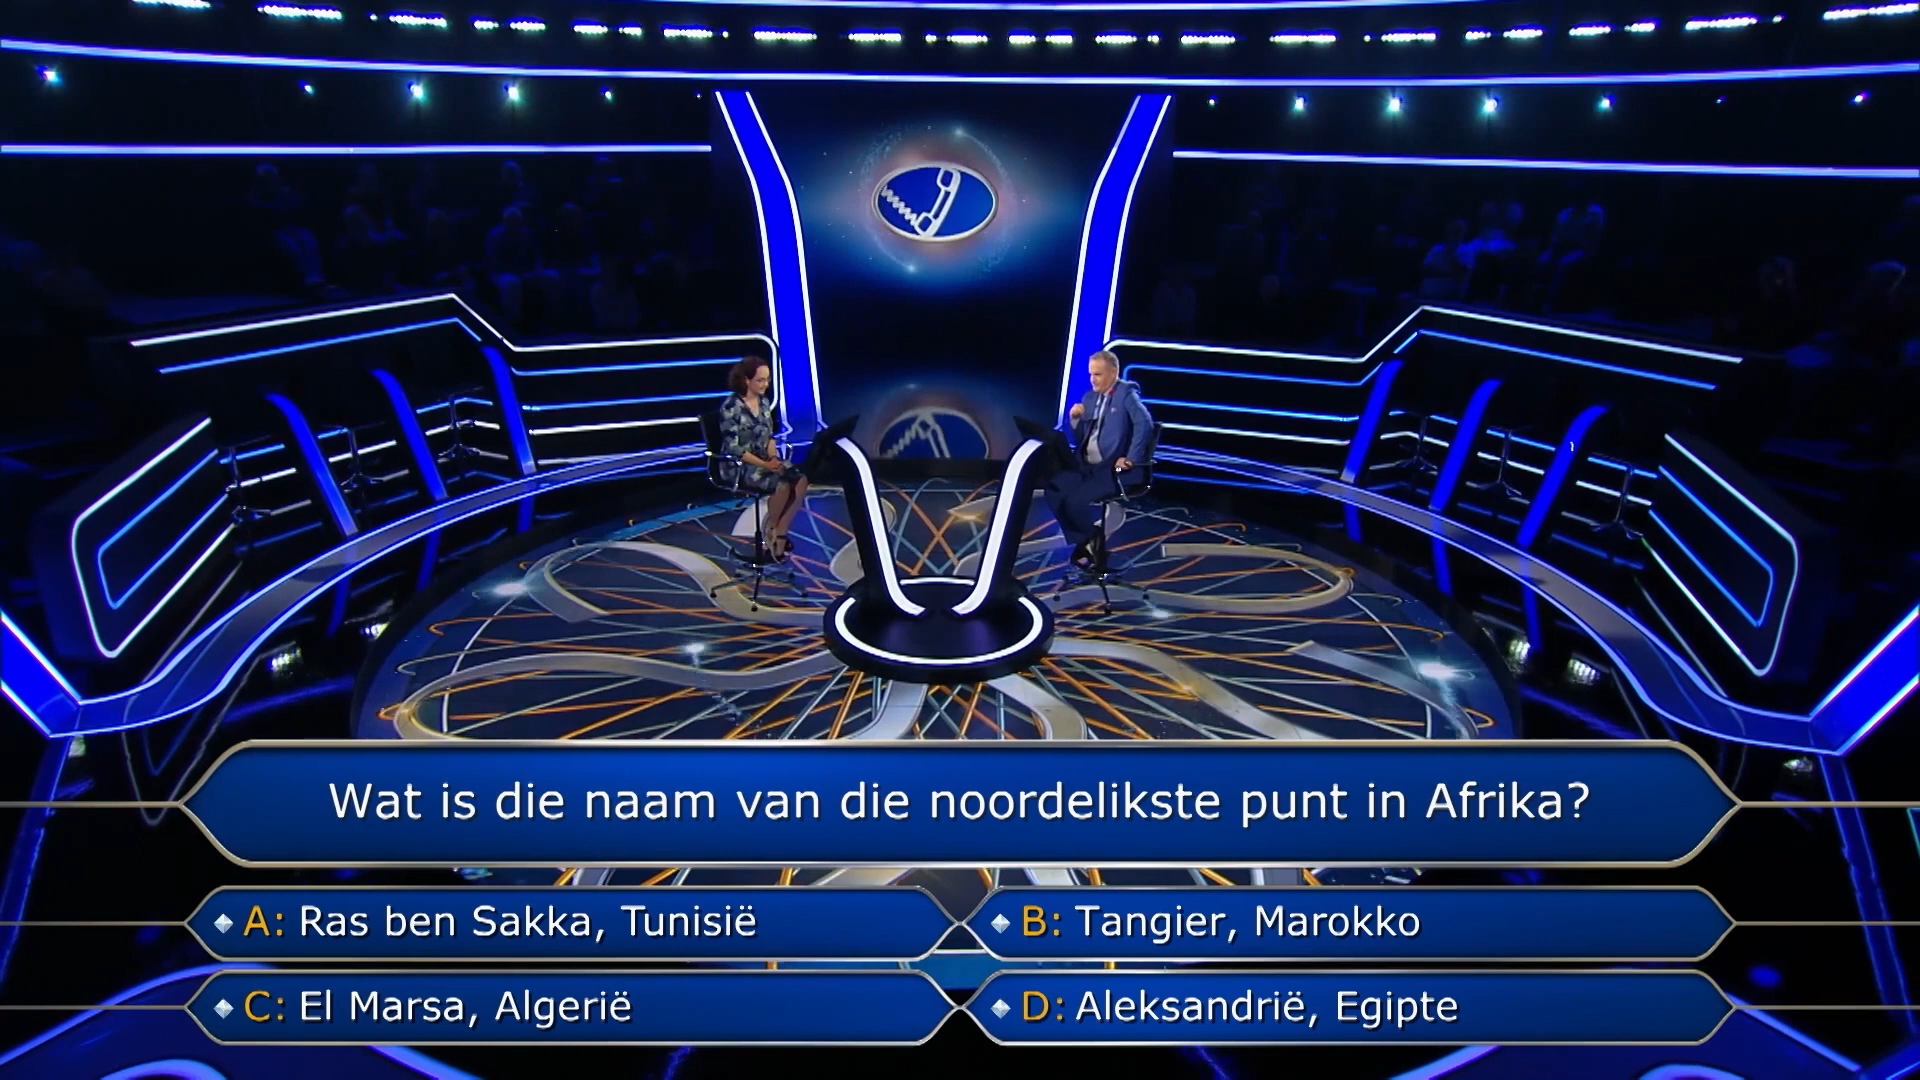 Wat is die naam van die noordelikste punt in Afrika?
A: Ras ben Sakka, Tunisië
B: Tangier, Marokko
C: El Marsa, Algerië
D: Aleksandrië, Egipte